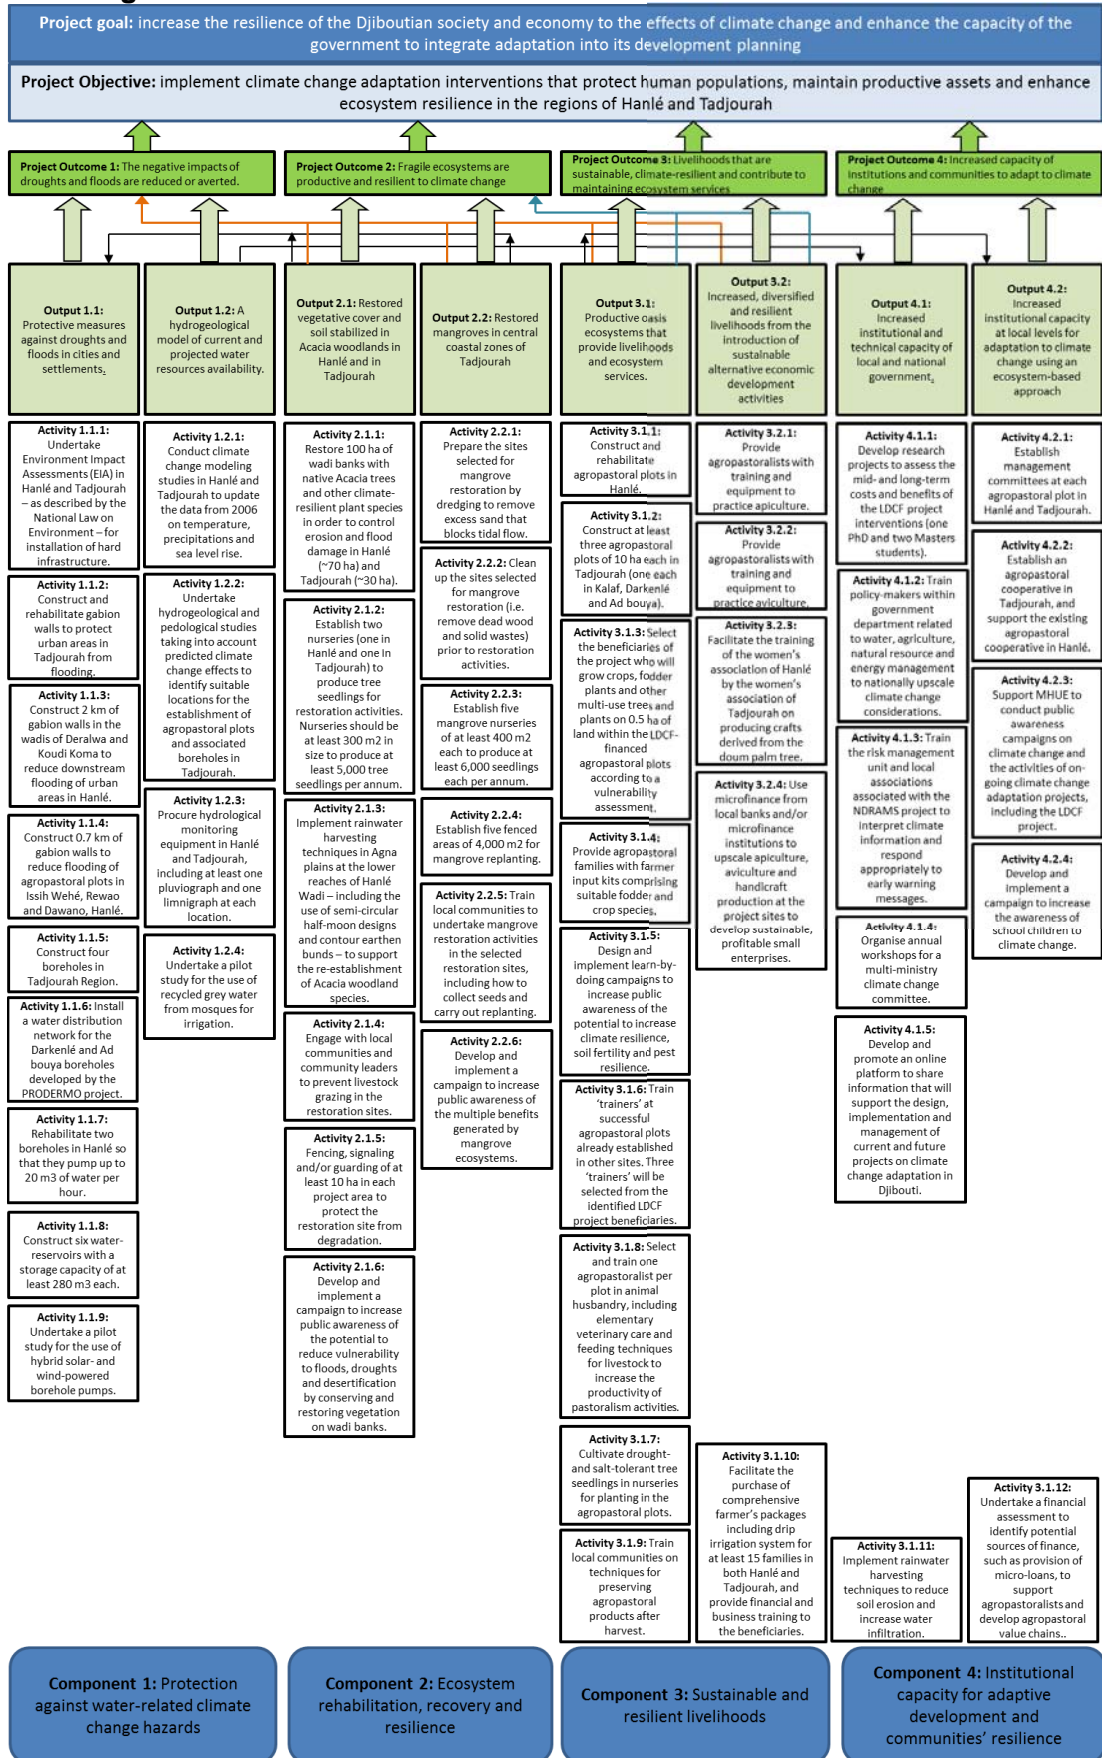 Project goal: increase the resilience of the Djiboutian society and economy to the effects of climate change and enhance the capacity of the
government to integrate adaptation into its development planning
Project Objective: implement climate change adaptation interventions that protect human populations, maintain productive assets and enhance
ecosystem resilience in the regions of Hanlé and Tadjourah
Project Outcome 1: The negative impacts of
droughts and floods are reduced or averted.
Project Outcome 2: Fragile ecosystems are
productive and resilient to climate change
Project Outcome 3: Livelihoods that are
sustainable, climate-resilient and contribute to
maintaining ecosystem services
Project Outcome 4: Increased capacity of
institutions and communities to adapt to climate
change
Output 1.1:
Protective measures
against droughts and
floods in cities and
settlements.
Output 1.2: A
hydrogeological
model of current and
projected water
resources availability.
Output 2.1: Restored
vegetative cover and
soil stabilized in
Acacia woodlands in
Hanlé and in
Tadjourah
Output 2.2: Restored
mangroves in central
coastal zones of
Tadjourah
Output 3.1:
Productive oasis
ecosystems that
provide livelihoods
and ecosystem
services.
Output 3.2:
Increased, diversified
and resilient
livelihoods from the
introduction of
sustainable
alternative economic
development
activities
Output 4.1:
Increased
institutional and
technical capacity of
local and national
government.
Output 4.2:
Increased
institutional capacity
at local levels for
adaptation to climate
change using an
ecosystem-based
approach
Activity 1.1.1:
Undertake
Environment Impact
Assessments (EIA) in
Hanlé and Tadjourah
– as described by the
National Law on
Environment – for
installation of hard
infrastructure.
Activity 1.1.2:
Construct and
rehabilitate gabion
walls to protect
urban areas in
Tadjourah from
flooding.
Activity 1.1.3:
Construct 2 km of
gabion walls in the
wadis of Deralwa and
Koudi Koma to
reduce downstream
flooding of urban
areas in Hanlé.
Activity 1.1.4:
Construct 0.7 km of
gabion walls to
reduce flooding of
agropastoral plots in
Issih Wehé, Rewao
and Dawano, Hanlé.
Activity 1.1.5:
Construct four
boreholes in
Tadjourah Region.
Activity 1.1.6: Install
a water distribution
network for the
Darkenlé and Ad
bouya boreholes
developed by the
PRODERMO project.
Activity 1.1.7:
Rehabilitate two
boreholes in Hanlé so
that they pump up to
20 m3 of water per
hour.
Activity 1.1.8:
Construct six water-
reservoirs with a
storage capacity of at
least 280 m3 each.
Activity 1.1.9:
Undertake a pilot
study for the use of
hybrid solar- and
wind-powered
borehole pumps.
Activity 1.2.1:
Conduct climate
change modeling
studies in Hanlé and
Tadjourah to update
the data from 2006
on temperature,
precipitations and
sea level rise.
Activity 1.2.2:
Undertake
hydrogeological and
pedological studies
taking into account
predicted climate
change effects to
identify suitable
locations for the
establishment of
agropastoral plots
and associated
boreholes in
Tadjourah.
Activity 1.2.3:
Procure hydrological
monitoring
equipment in Hanlé
and Tadjourah,
including at least one
pluviograph and one
limnigraph at each
location.
Activity 1.2.4:
Undertake a pilot
study for the use of
recycled grey water
from mosques for
irrigation.
Activity 2.1.1:
Restore 100 ha of
wadi banks with
native Acacia trees
and other climate-
resilient plant species
in order to control
erosion and flood
damage in Hanlé
(~70 ha) and
Tadjourah (~30 ha).
Activity 2.1.2:
Establish two
nurseries (one in
Hanlé and one in
Tadjourah) to
produce tree
seedlings for
restoration activities.
Nurseries should be
at least 300 m2 in
size to produce at
least 5,000 tree
seedlings per annum.
Activity 2.1.3:
Implement rainwater
harvesting
techniques in Agna
plains at the lower
reaches of Hanlé
Wadi – including the
use of semi-circular
half-moon designs
and contour earthen
bunds – to support
the re-establishment
of Acacia woodland
species.
Activity 2.1.4:
Engage with local
communities and
community leaders
to prevent livestock
grazing in the
restoration sites.
Activity 2.1.5:
Fencing, signaling
and/or guarding of at
least 10 ha in each
project area to
protect the
restoration site from
degradation.
Activity 2.1.6:
Develop and
implement a
campaign to increase
public awareness of
the potential to
reduce vulnerability
to floods, droughts
and desertification
by conserving and
restoring vegetation
on wadi banks.
Activity 2.2.1:
Prepare the sites
selected for
mangrove
restoration by
dredging to remove
excess sand that
blocks tidal flow.
Activity 2.2.2: Clean
up the sites selected
for mangrove
restoration (i.e.
remove dead wood
and solid wastes)
prior to restoration
activities.
Activity 2.2.3:
Establish five
mangrove nurseries
of at least 400 m2
each to produce at
least 6,000 seedlings
each per annum.
Activity 2.2.4:
Establish five fenced
areas of 4,000 m2 for
mangrove replanting.
Activity 2.2.5: Train
local communities to
undertake mangrove
restoration activities
in the selected
restoration sites,
including how to
collect seeds and
carry out replanting.
Activity 2.2.6:
Develop and
implement a
campaign to increase
public awareness of
the multiple benefits
generated by
mangrove
ecosystems.
Activity 3.1.1:
Construct and
rehabilitate
agropastoral plots in
Hanlé.
Activity 3.1.2:
Construct at least
three agropastoral
plots of 10 ha each in
Tadjourah (one each
in Kalaf, Darkenlé
and Ad bouya).
Activity 3.1.3: Select
the beneficiaries of
the project who will
grow crops, fodder
plants and other
multi-use trees and
plants on 0.5 ha of
land within the LDCF-
financed
agropastoral plots
according to a
vulnerability
assessment.
Activity 3.1.4:
Provide agropastoral
families with farmer
input kits comprising
suitable fodder and
crop species.
Activity 3.1.5:
Design and
implement learn-by-
doing campaigns to
increase public
awareness of the
potential to increase
climate resilience,
soil fertility and pest
resilience.
Activity 3.1.6: Train
‘trainers’ at
successful
agropastoral plots
already established
in other sites. Three
‘trainers’ will be
selected from the
identified LDCF
project beneficiaries.
Activity 3.1.8: Select
and train one
agropastoralist per
plot in animal
husbandry, including
elementary
veterinary care and
feeding techniques
for livestock to
increase the
productivity of
pastoralism activities.
Activity 3.1.7:
Cultivate drought-
and salt-tolerant tree
seedlings in nurseries
for planting in the
agropastoral plots.
Activity 3.1.9: Train
local communities on
techniques for
preserving
agropastoral
products after
harvest.
Activity 3.2.1:
Provide
agropastoralists with
training and
equipment to
practice apiculture.
Activity 3.2.2:
Provide
agropastoralists with
training and
equipment to
practice aviculture.
Activity 3.2.3:
Facilitate the training
of the women's
association of Hanlé
by the women's
association of
Tadjourah on
producing crafts
derived from the
doum palm tree.
Activity 3.2.4: Use
microfinance from
local banks and/or
microfinance
institutions to
upscale apiculture,
aviculture and
handicraft
production at the
project sites to
develop sustainable,
profitable small
enterprises.
Activity 3.1.10:
Facilitate the
purchase of
comprehensive
farmer's packages
including drip
irrigation system for
at least 15 families in
both Hanlé and
Tadjourah, and
provide financial and
business training to
the beneficiaries.
Activity 4.1.1:
Develop research
projects to assess the
mid- and long-term
costs and benefits of
the LDCF project
interventions (one
PhD and two Masters
students).
Activity 4.1.2: Train
policy-makers within
government
department related
to water, agriculture,
natural resource and
energy management
to nationally upscale
climate change
considerations.
Activity 4.1.3: Train
the risk management
unit and local
associations
associated with the
NDRAMS project to
interpret climate
information and
respond
appropriately to
early warning
messages.
Activity 4.1.4:
Organise annual
workshops for a
multi-ministry
climate change
committee.
Activity 4.1.5:
Develop and
promote an online
platform to share
information that will
support the design,
implementation and
management of
current and future
projects on climate
change adaptation in
Djibouti.
Activity 3.1.11:
Implement rainwater
harvesting
techniques to reduce
soil erosion and
increase water
infiltration.
Activity 4.2.1:
Establish
management
committees at each
agropastoral plot in
Hanlé and Tadjourah.
Activity 4.2.2:
Establish an
agropastoral
cooperative in
Tadjourah, and
support the existing
agropastoral
cooperative in Hanlé.
Activity 4.2.3:
Support MHUE to
conduct public
awareness
campaigns on
climate change and
the activities of on-
going climate change
adaptation projects,
including the LDCF
project.
Activity 4.2.4:
Develop and
implement a
campaign to increase
the awareness of
school children to
climate change.
Activity 3.1.12:
Undertake a financial
assessment to
identify potential
sources of finance,
such as provision of
micro-loans, to
support
agropastoralists and
develop agropastoral
value chains..
Component 1: Protection
against water-related climate
change hazards
Component 2: Ecosystem
rehabilitation, recovery and
resilience
Component 3: Sustainable and
resilient livelihoods
Component 4: Institutional
capacity for adaptive
development and
communities’ resilience